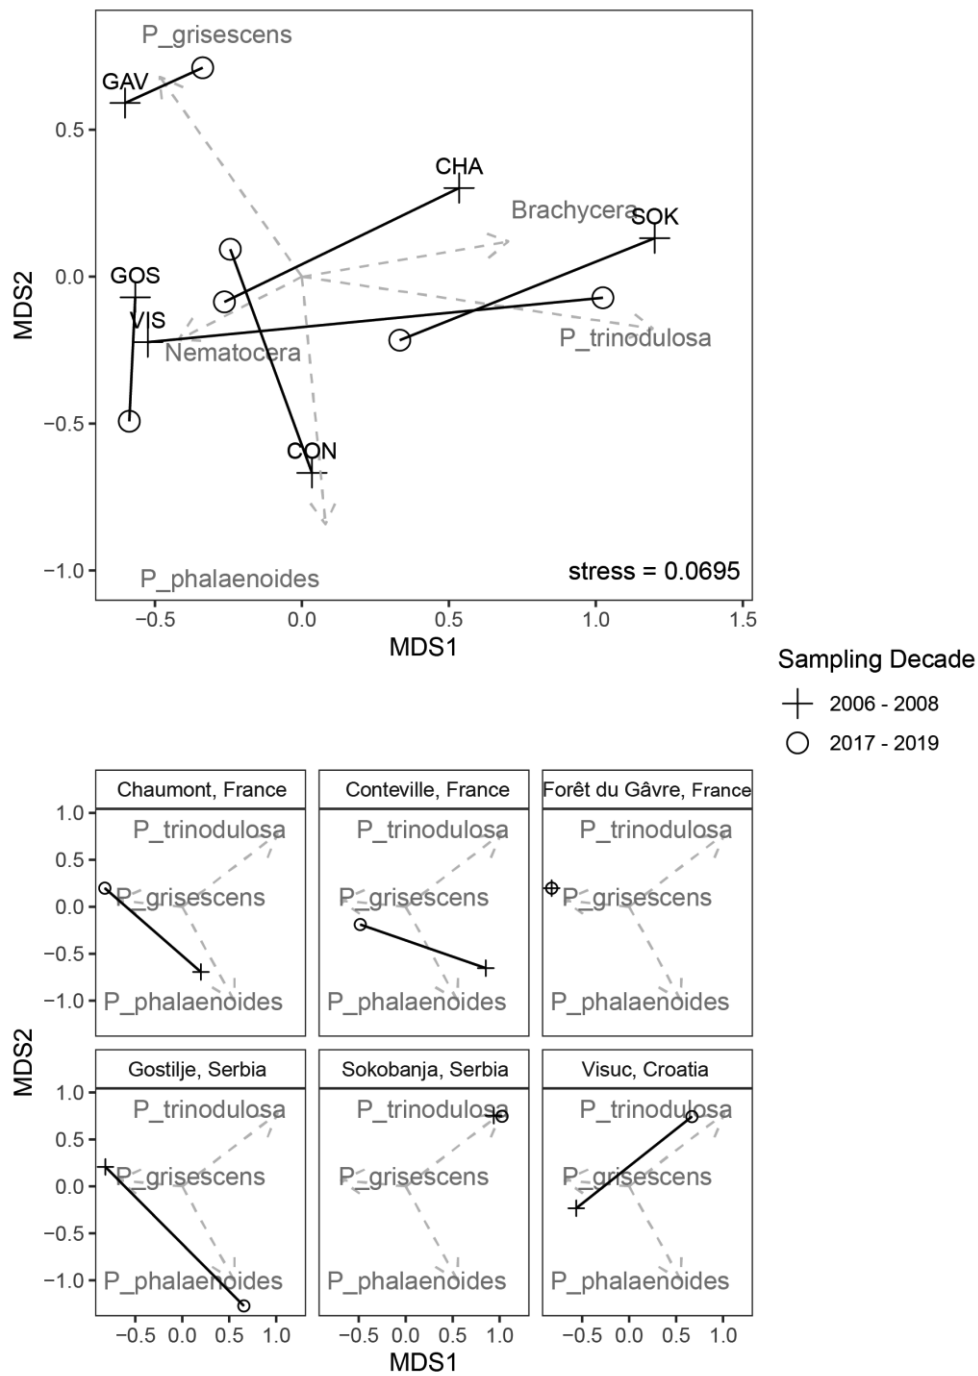 P_grisescens
GAV
CHA
Brachycera
SOK
GOS
VIS
Nematocera
P_trinodulosa
CON
P_phalaenoides
stress = 0.0695
0.5
0.0
−0.5
−1.0
MDS2
−0.5 0.0 0.5 1.0 1.5
MDS1
Sampling Decade
2006 - 2008
2017 - 2019
Chaumont, France Conteville, France Forêt du Gâvre, France
1.0
0.5
0.0
−0.5
−1.0
P_trinodulosa P_trinodulosa P_trinodulosa
P_grisescens P_grisescens P_grisescens
P_phalaenoides P_phalaenoides P_phalaenoides
MDS2
Gostilje, Serbia Sokobanja, Serbia Visuc, Croatia
1.0
0.5
0.0
−0.5
−1.0
P_trinodulosa P_trinodulosa P_trinodulosa
P_grisescens P_grisescens P_grisescens
P_phalaenoides P_phalaenoides P_phalaenoides
−0.5 0.0 0.5 1.0 −0.5 0.0 0.5 1.0 −0.5 0.0 0.5 1.0
MDS1